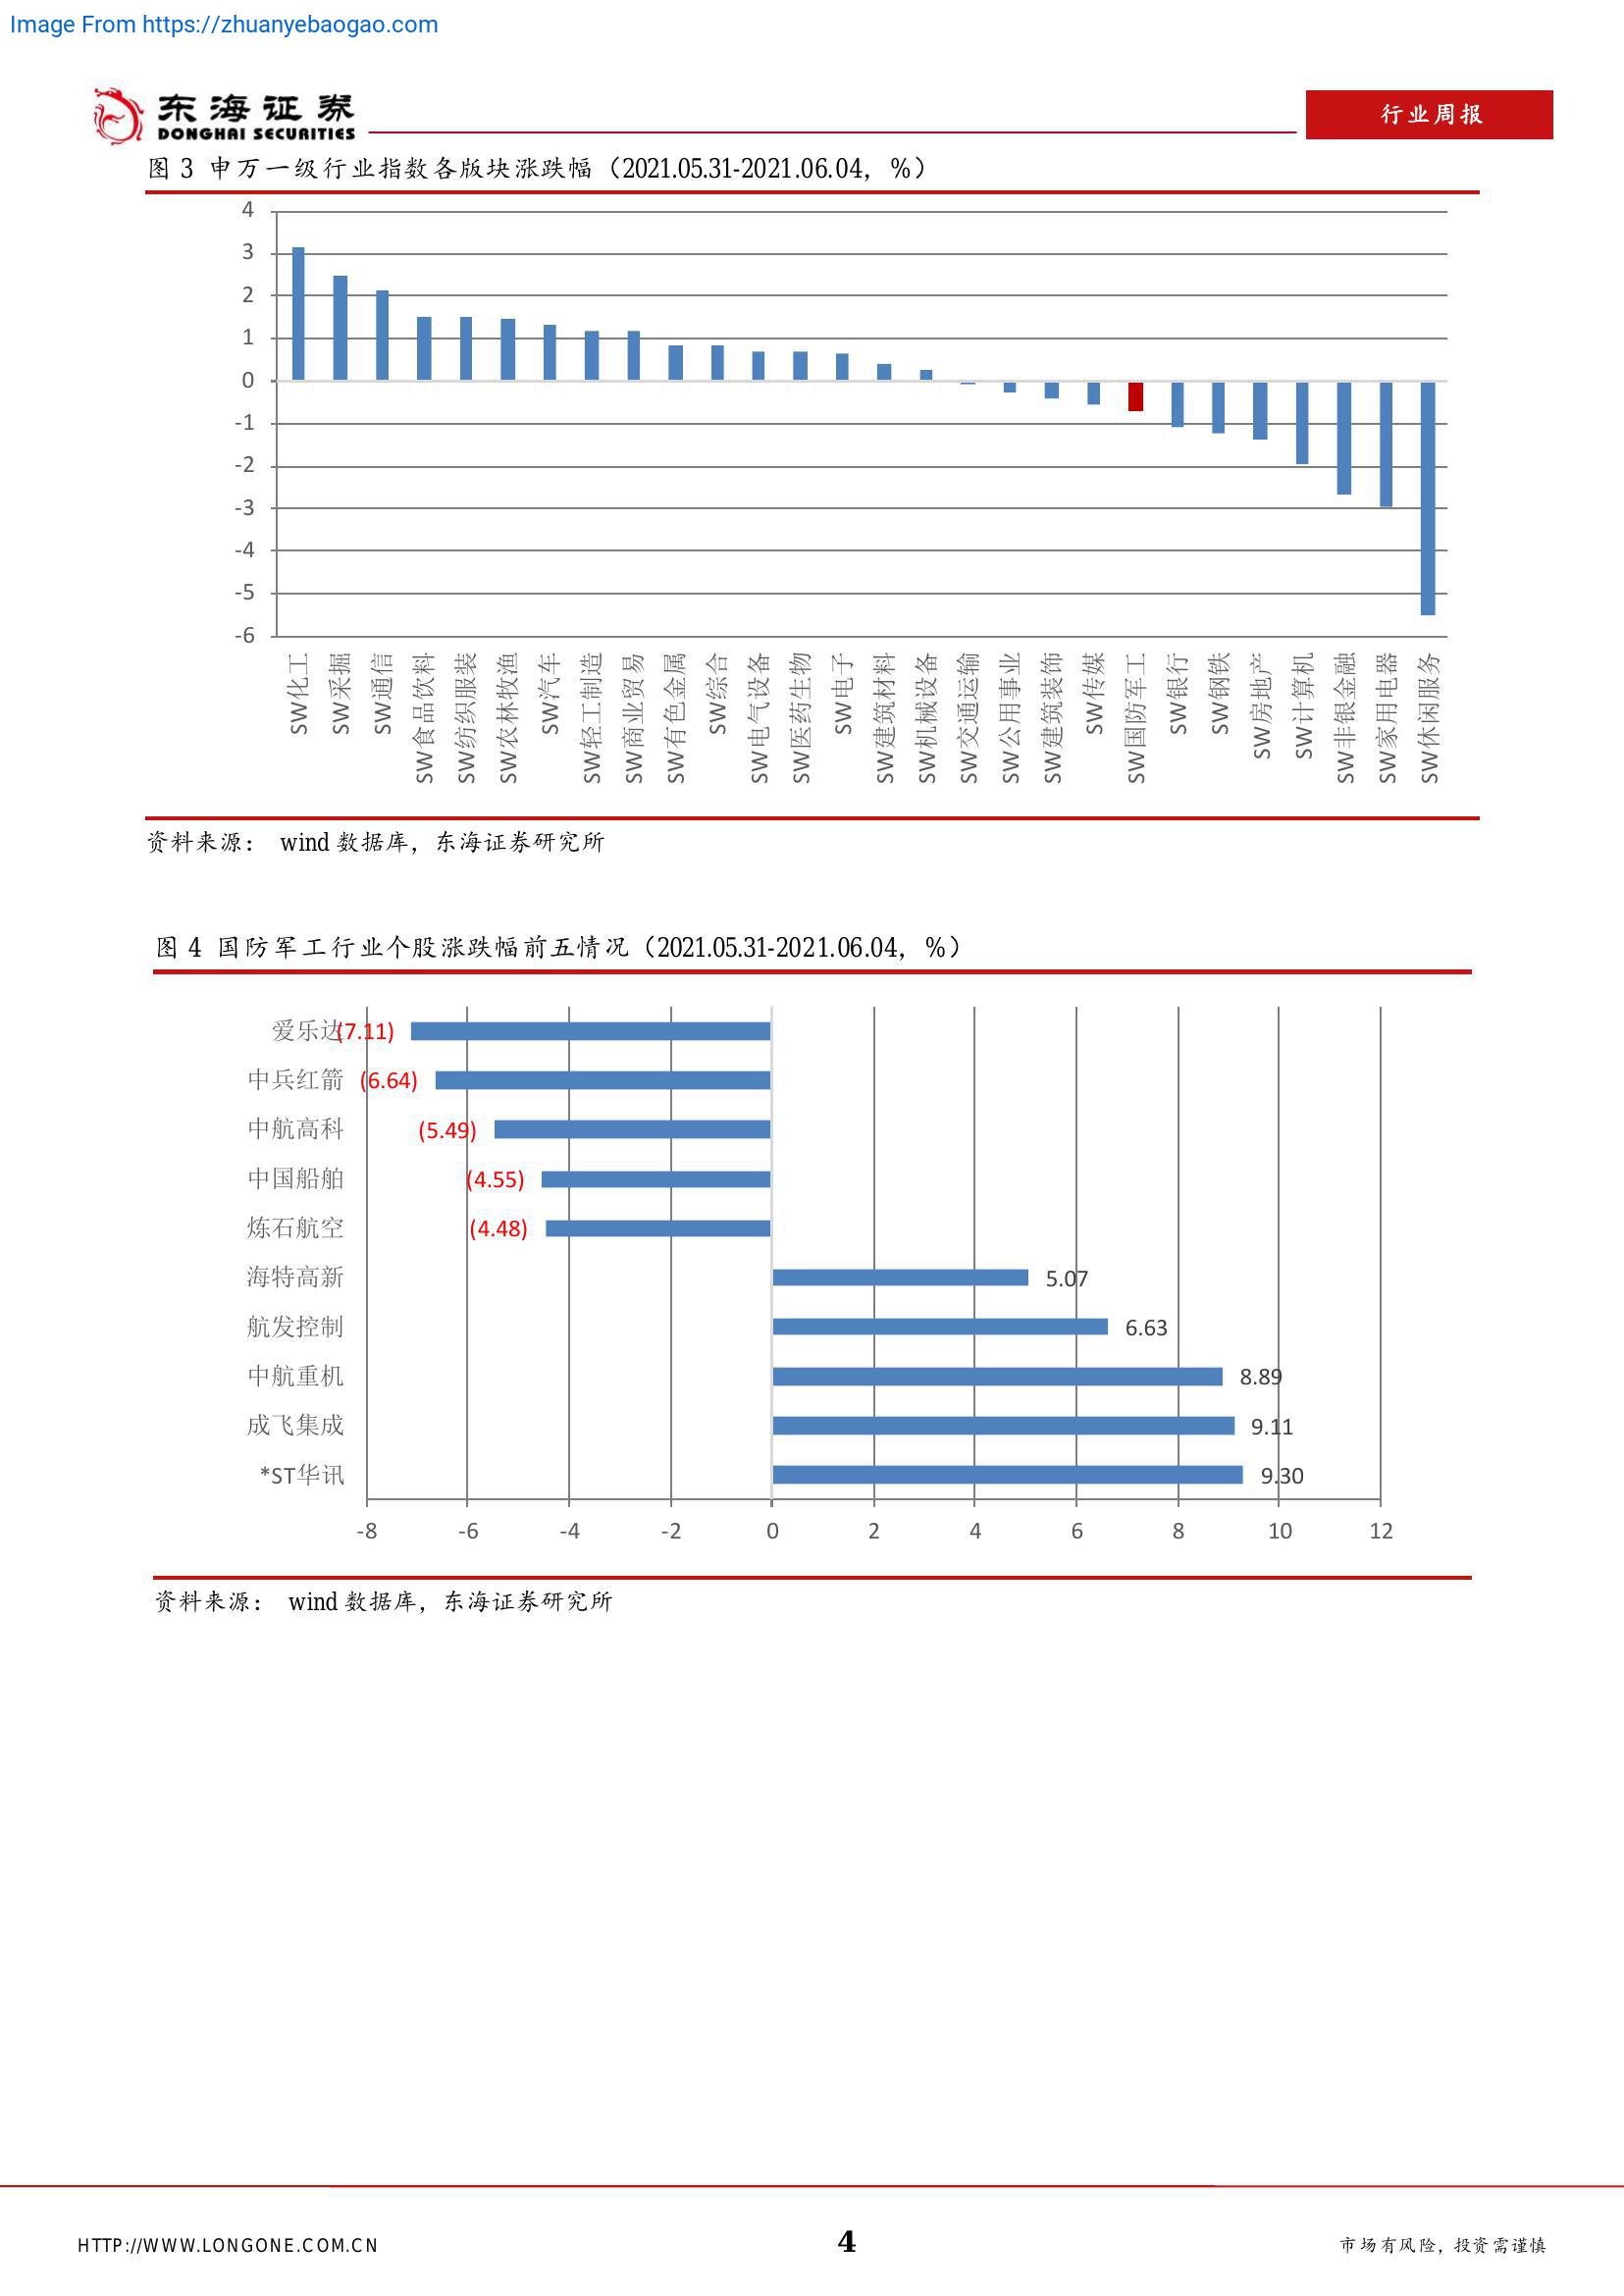 Image From https://zhuanyebaogao.com
东海证券
DONGHAI SECURITIES
行业周报
图 3 申万一级行业指数各版块涨跌幅（2021.05.31-2021.06.04，%）
4
3
2
1
0
-1
-2
-3
-4
-5
-6
SW化工
SW采掘
SW通信
SW食品饮料
SW纺织服装
SW农林牧渔
SW汽车
SW轻工制造
SW商业贸易
SW有色金属
SW综合
SW电气设备
SW医药生物
SW电子
SW建筑材料
SW机械设备
SW交通运输
SW公用事业
SW建筑装饰
SW传媒
SW国防军工
SW银行
SW钢铁
SW房地产
SW计算机
SW非银金融
SW家用电器
SW休闲服务
资料来源： wind 数据库，东海证券研究所
图 4 国防军工行业个股涨跌幅前五情况（2021.05.31-2021.06.04，%）
爱乐达 (7.11)
中兵红箭 (6.64)
中航高科 (5.49)
中国船舶 (4.55)
炼石航空 (4.48)
海特高新 5.07
航发控制 6.63
中航重机 8.89
成飞集成 9.11
*ST华讯 9.30
-8 -6 -4 -2 0 2 4 6 8 10 12
资料来源： wind 数据库，东海证券研究所
HTTP://WWW.LONGONE.COM.CN 4 市场有风险，投资需谨慎